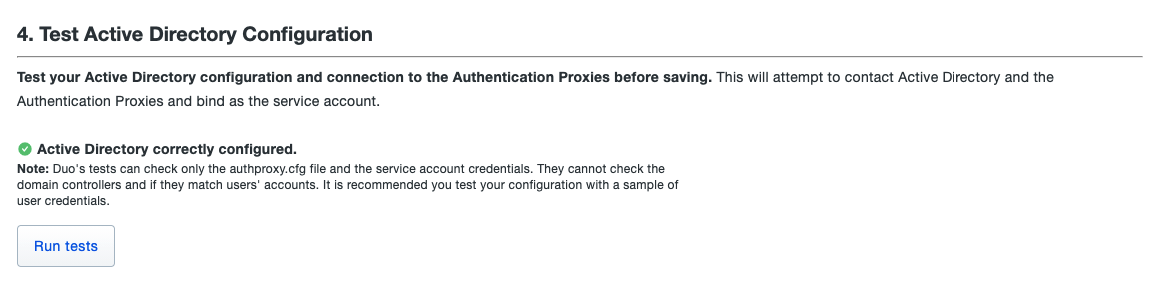 4. Test Active Directory Configuration
Test your Active Directory configuration and connection to the Authentication Proxies before saving. This will attempt to contact Active Directory and the
Authentication Proxies and bind as the service account.
Active Directory correctly configured.
Note: Duo's tests can check only the authproxy.cfg file and the service account credentials. They cannot check the
domain controllers and if they match users' accounts. It is recommended you test your configuration with a sample of
user credentials.
Run tests